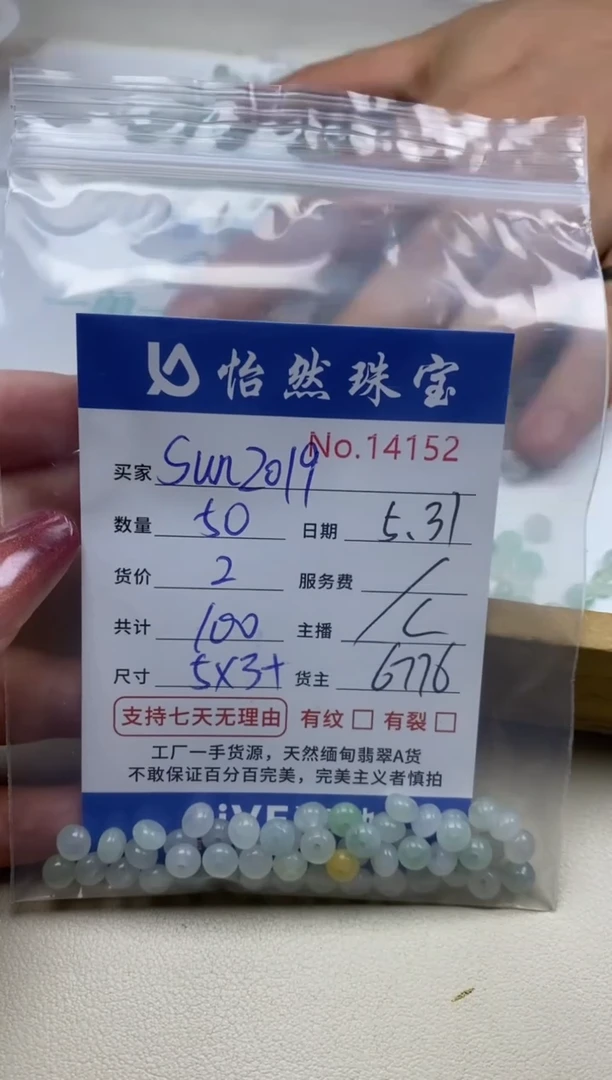 怡然珠宝
No.14152
买家 Sun2019
数量 50 日期 5.31
货价 2 服务费 /
共计 100 主播 /L
尺寸 5X3+ 货主 6776
支持七天无理由 有纹 □ 有裂 □
工厂一手货源，天然缅甸翡翠A货
不敢保证百分百完美，完美主义者慎拍